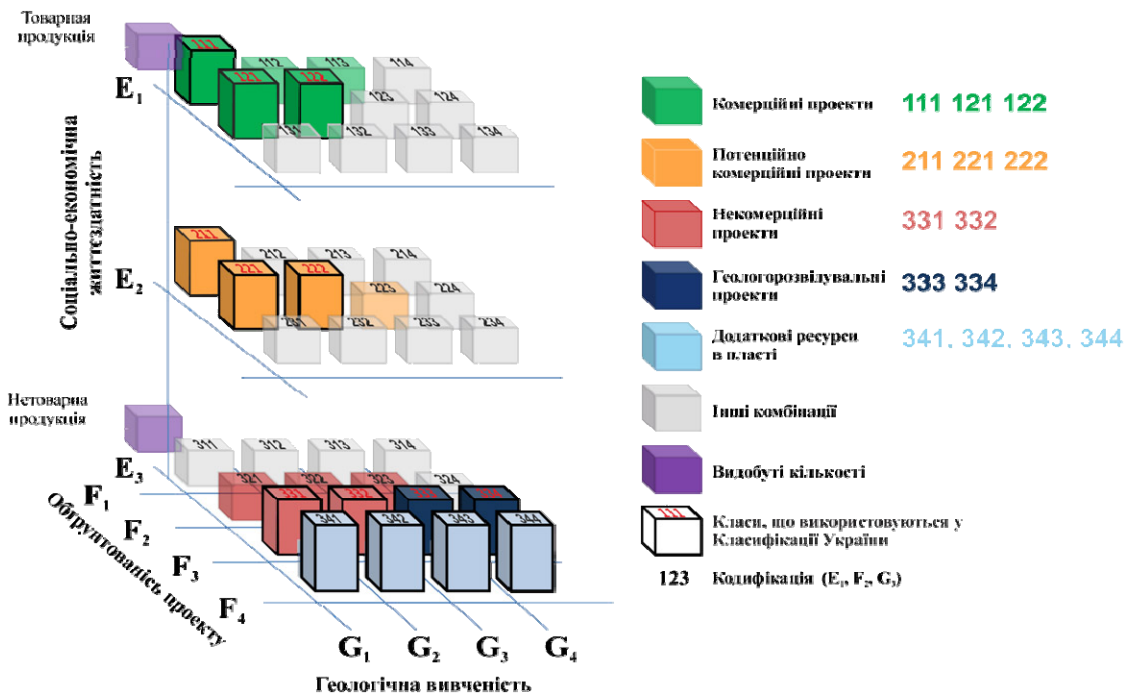 Товарная
продукція
E1
Соціально-економічна
життєздатність
111
112
113
114
121
122
123
124
131
132
133
134
E2
211
212
213
214
221
222
223
224
231
232
233
234
Нетоварна
продукція
E3
311
312
313
314
321
322
323
324
331
332
333
334
341
342
343
344
F1
F2
F3
F4
Обгрунтованісь проекту
G1
G2
G3
G4
Геологічна вивченість
Комерційні проекти 111 121 122
Потенційно
комерційні проекти 211 221 222
Некомерційні
проекти 331 332
Геологорозвідувальні
проекти 333 334
Додаткові ресурси
в пласті 341, 342, 343, 344
Інші комбінації
Видобуті кількості
111 Класи, що використовуються у
Класифікації України
123 Кодифікація (E1, F2, G3)